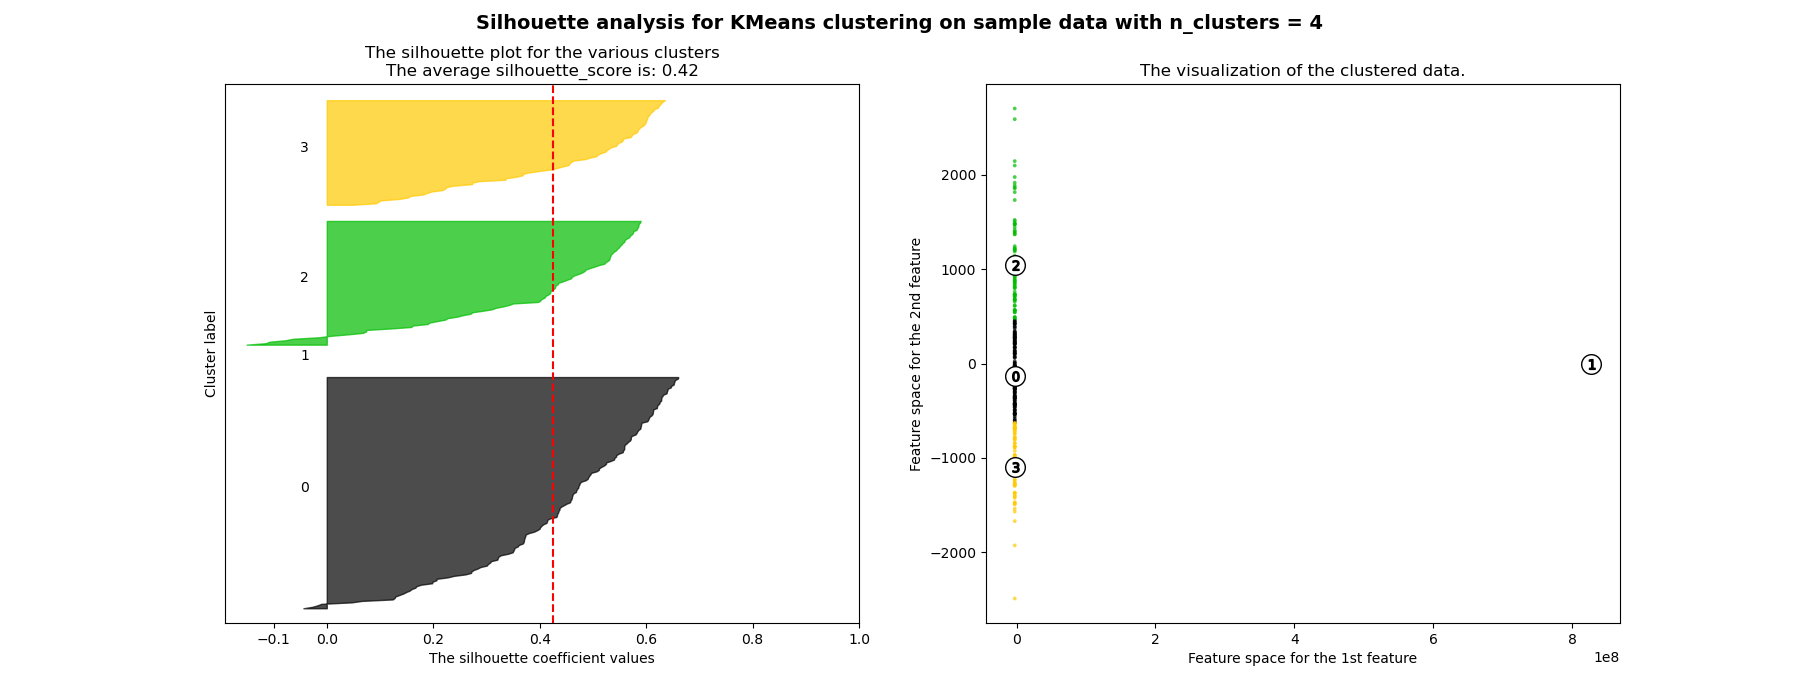 Silhouette analysis for KMeans clustering on sample data with n_clusters = 4
The silhouette plot for the various clusters
The average silhouette_score is: 0.42
Cluster label
3
2
1
0
−0.1
0.0
0.2
0.4
0.6
0.8
1.0
The silhouette coefficient values
The visualization of the clustered data.
Feature space for the 2nd feature
2000
1000
0
−1000
−2000
2
0
3
1
0
2
4
6
8
1e8
Feature space for the 1st feature